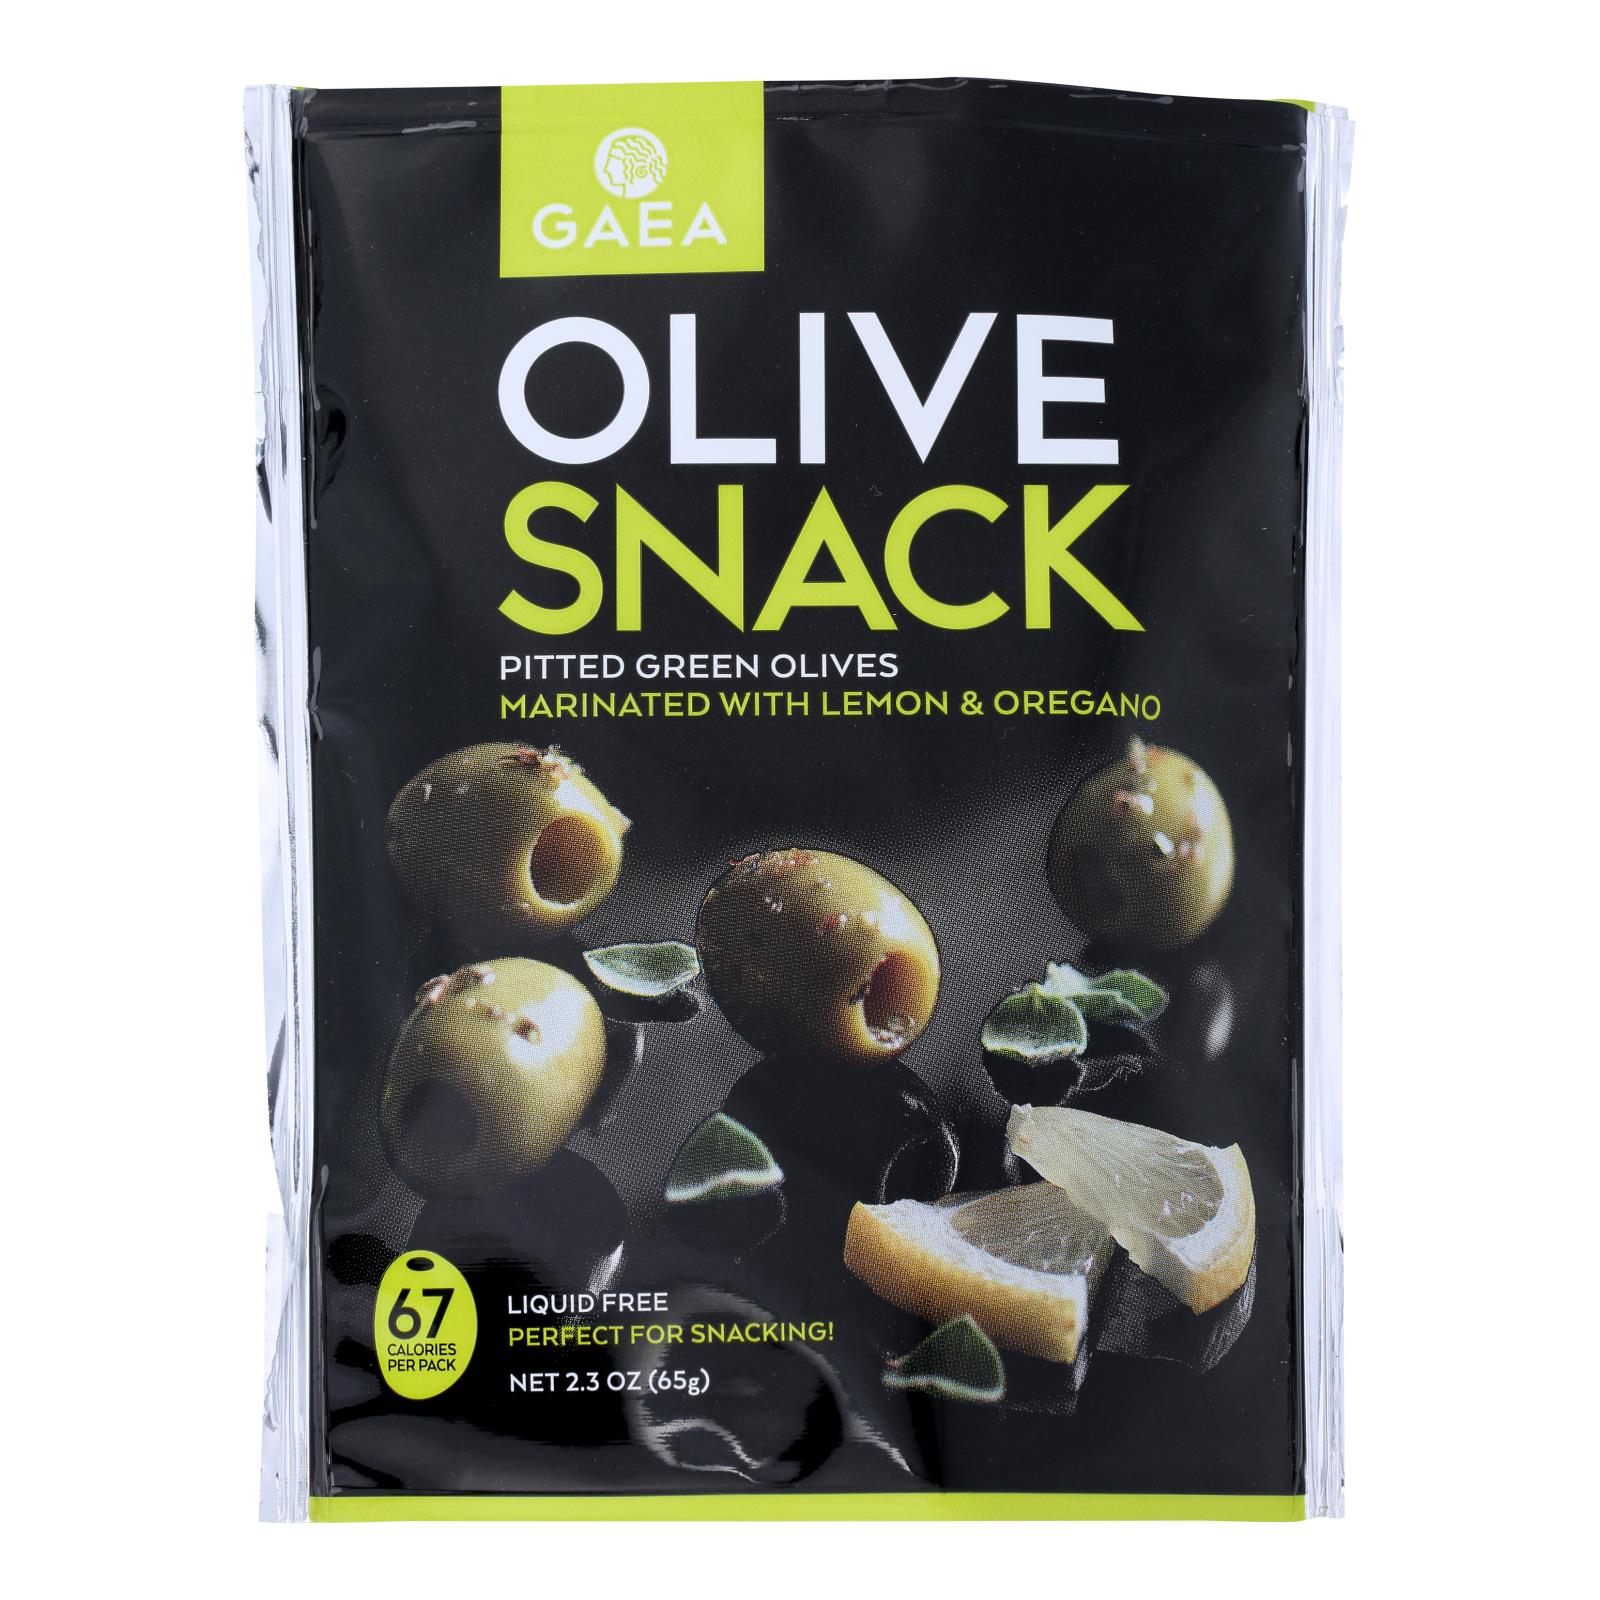 GAEA
OLIVE
SNACK
PITTED GREEN OLIVES
MARINATED WITH LEMON & OREGANO
67
CALORIES
PER PACK
LIQUID FREE
PERFECT FOR SNACKING!
NET 2.3 OZ (65g)